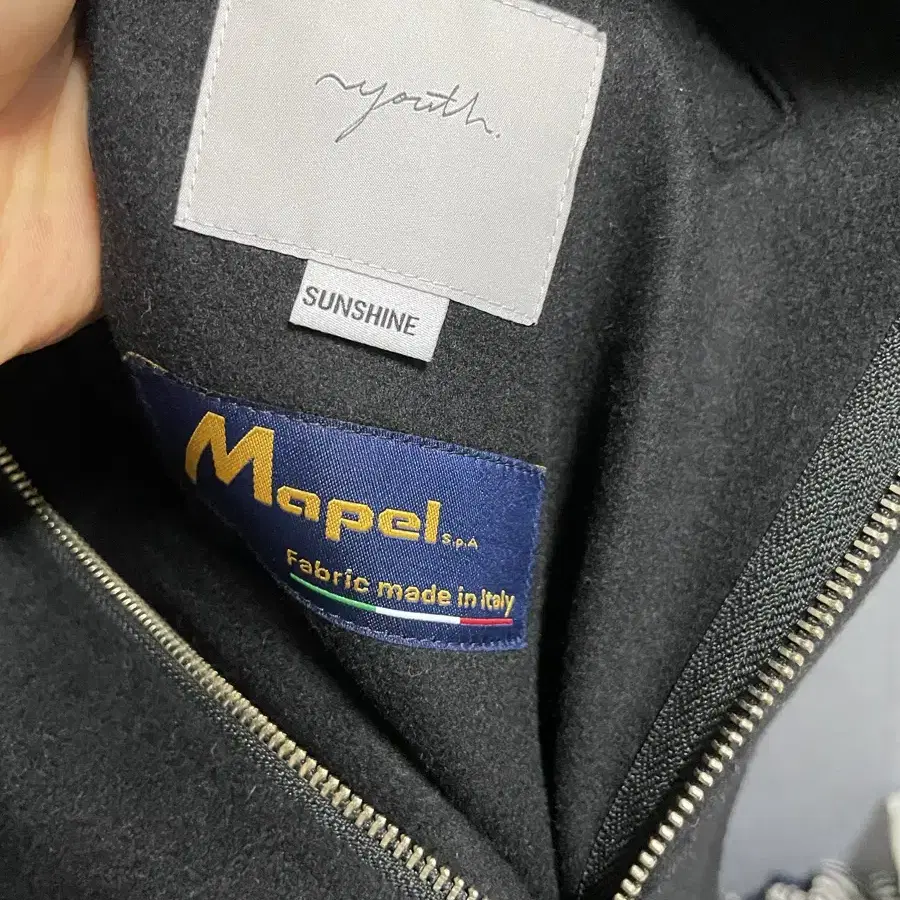 ~youth.
SUNSHINE
Mapel S.p.A
Fabric made in Italy